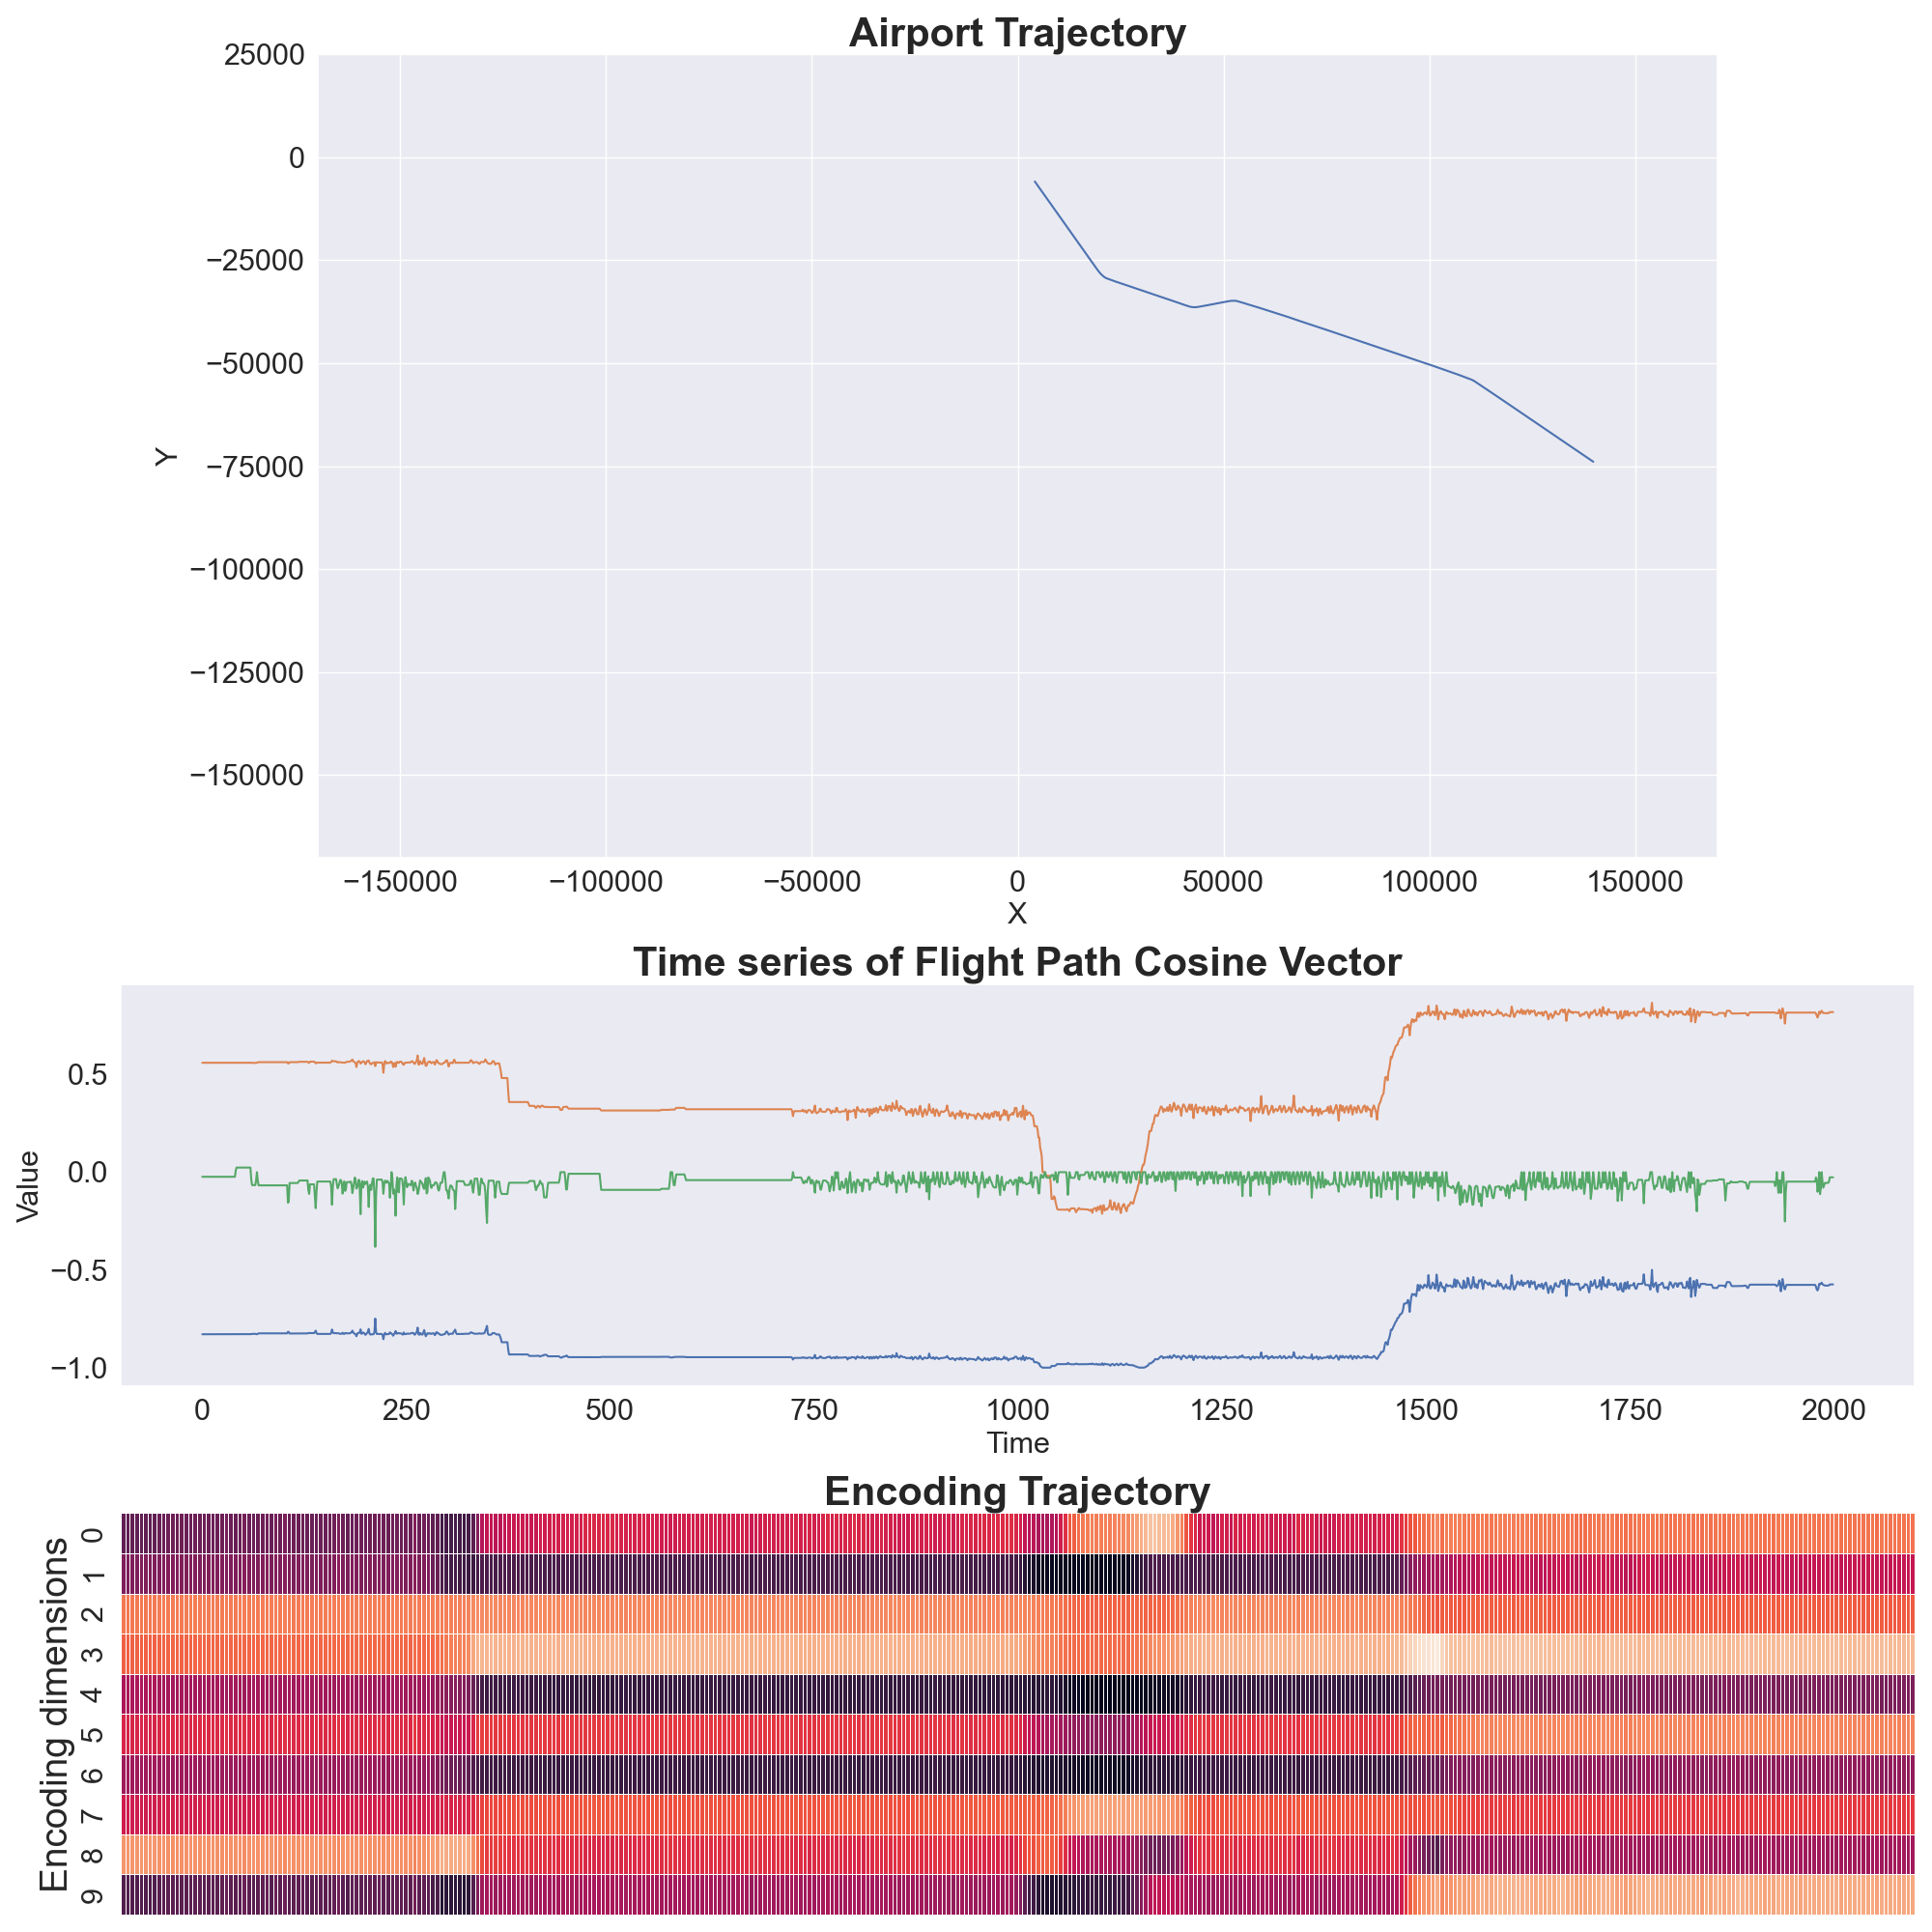 Airport Trajectory
25000
0
−25000
−50000
−75000
−100000
−125000
−150000
Y
−150000 −100000 −50000 0 50000 100000 150000
X
Time series of Flight Path Cosine Vector
0.5
0.0
−0.5
−1.0
Value
0 250 500 750 1000 1250 1500 1750 2000
Time
Encoding Trajectory
Encoding dimensions
0
1
2
3
4
5
6
7
8
9